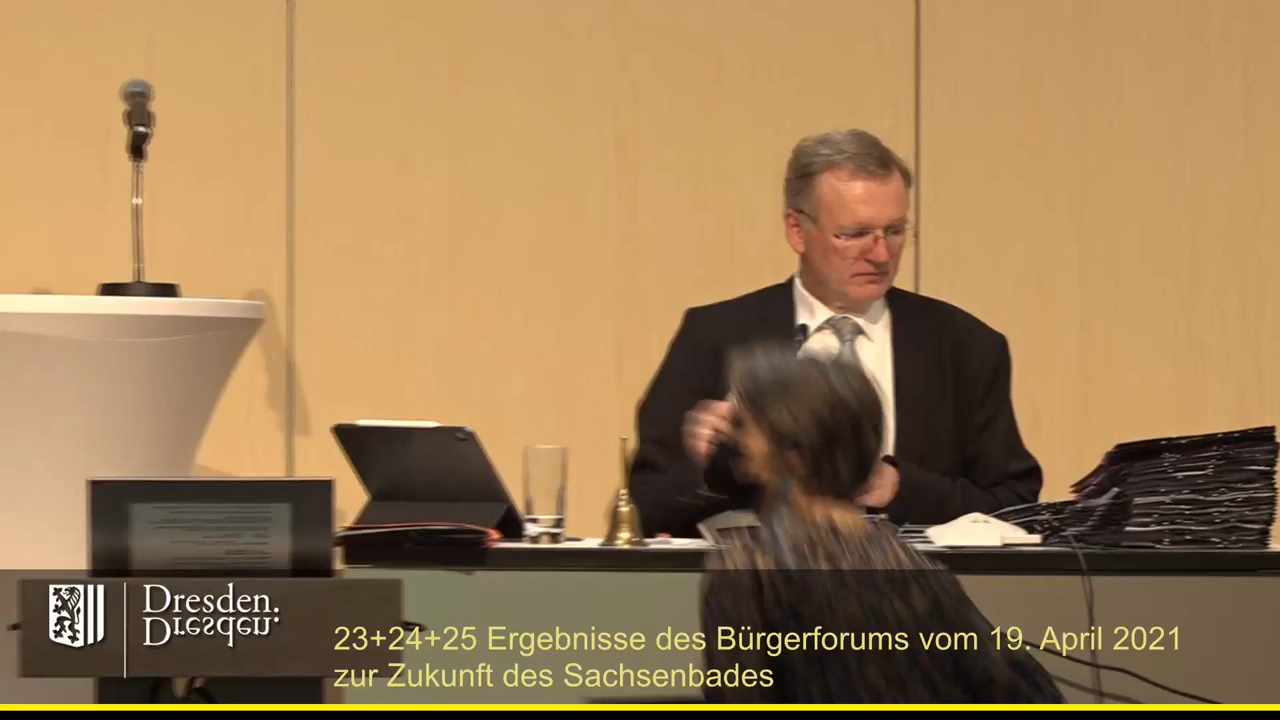 Dresden.
Dresden.
23+24+25 Ergebnisse des Bürgerforums vom 19. April 2021
zur Zukunft des Sachsenbades